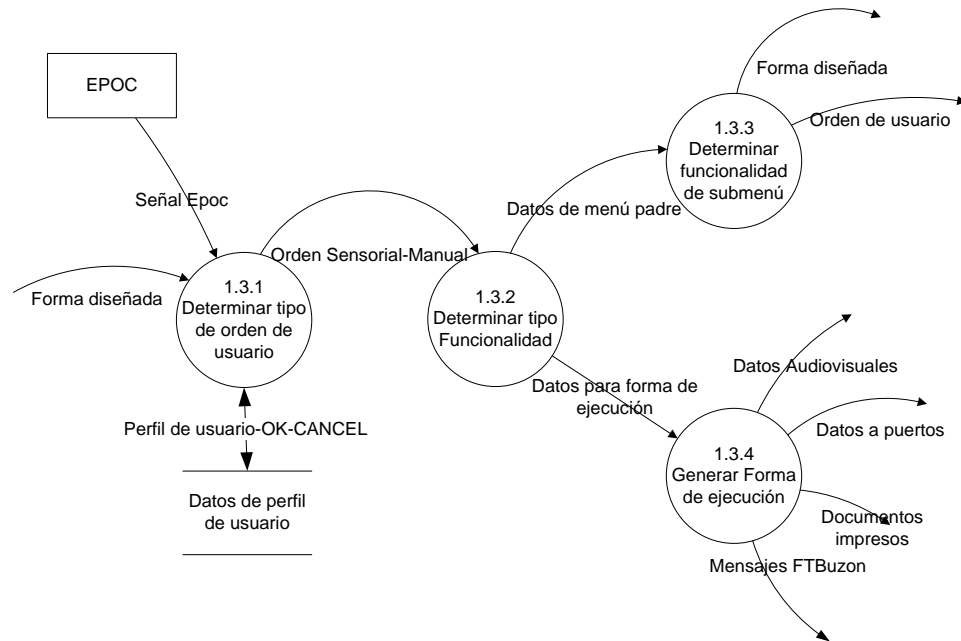 EPOC
Señal Epoc
Forma diseñada
1.3.1
Determinar tipo
de orden de
usuario
Perfil de usuario-OK-CANCEL
Datos de perfil
de usuario
Orden Sensorial-Manual
1.3.2
Determinar tipo
Funcionalidad
Datos de menú padre
1.3.3
Determinar
funcionalidad
de submenú
Forma diseñada
Orden de usuario
Datos para forma de
ejecución
1.3.4
Generar Forma
de ejecución
Datos Audiovisuales
Datos a puertos
Documentos
impresos
Mensajes FTBuzon